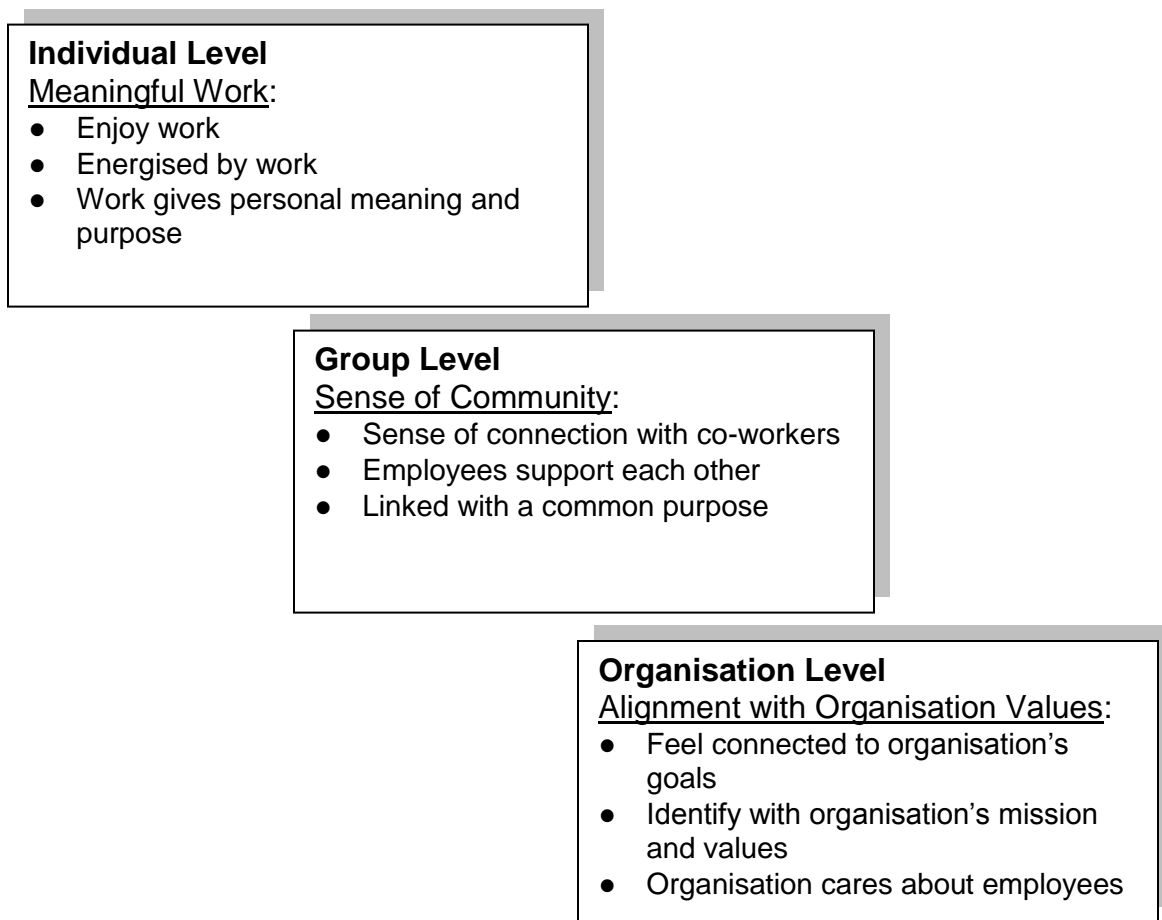 Individual Level
Meaningful Work:
● Enjoy work
● Energised by work
● Work gives personal meaning and
purpose
Group Level
Sense of Community:
● Sense of connection with co-workers
● Employees support each other
● Linked with a common purpose
Organisation Level
Alignment with Organisation Values:
● Feel connected to organisation’s
goals
● Identify with organisation’s mission
and values
● Organisation cares about employees